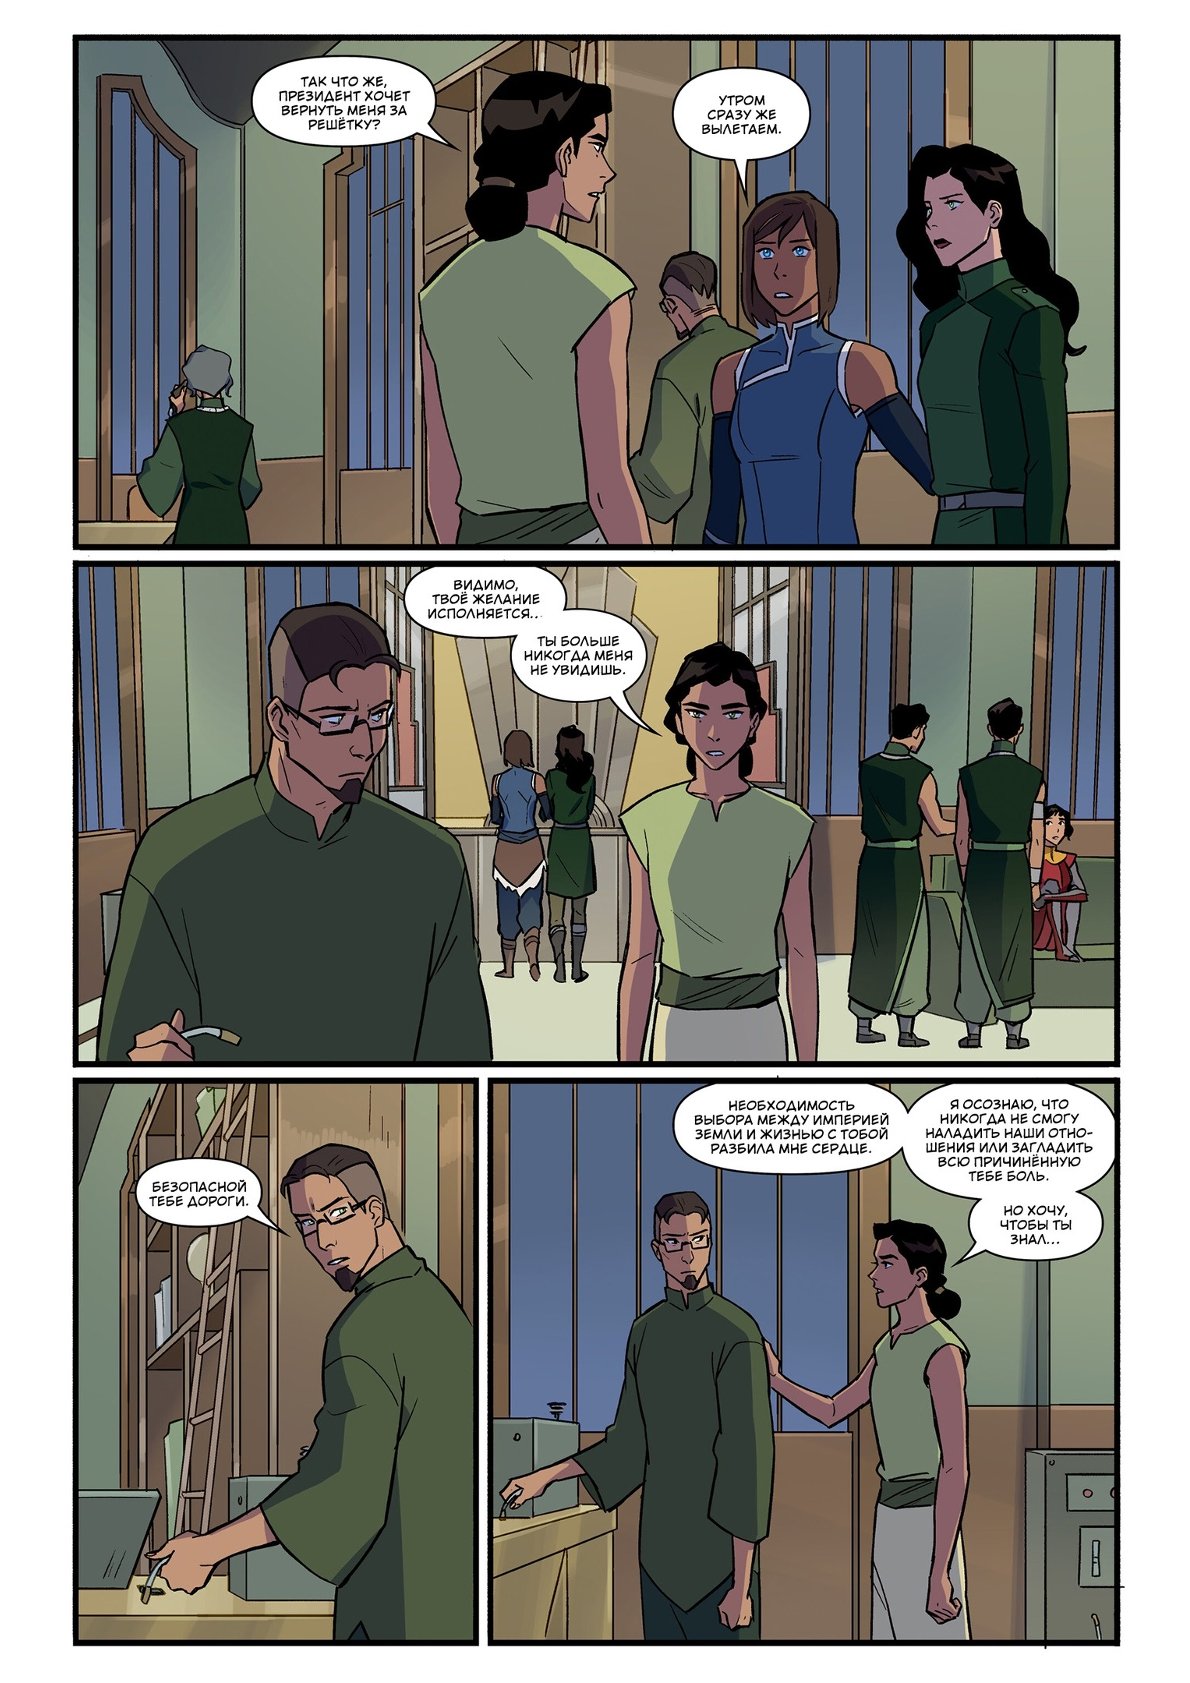 ТАК ЧТО ЖЕ,
ПРЕЗИДЕНТ ХОЧЕТ
ВЕРНУТЬ МЕНЯ ЗА
РЕШЁТКУ?
УТРОМ
СРАЗУ ЖЕ
ВЫЛЕТАЕМ.
ВИДИМО,
ТВОЁ ЖЕЛАНИЕ
ИСПОЛНЯЕТСЯ..
ТЫ БОЛЬШЕ
НИКОГДА МЕНЯ
НЕ УВИДИШЬ.
БЕЗОПАСНОЙ
ТЕБЕ ДОРОГИ.
НЕОБХОДИМОСТЬ
ВЫБОРА МЕЖДУ ИМПЕРИЕЙ
ЗЕМЛИ И ЖИЗНЬЮ С ТОБОЙ
РАЗБИЛА МНЕ СЕРДЦЕ.
Я ОСОЗНАЮ, ЧТО
НИКОГДА НЕ СМОГУ
НАЛАДИТЬ НАШИ ОТНО-
ШЕНИЯ ИЛИ ЗАГЛАДИТЬ
ВСЮ ПРИЧИНЁННУЮ
ТЕБЕ БОЛЬ.
НО ХОЧУ,
ЧТОБЫ ТЫ
ЗНАЛ...